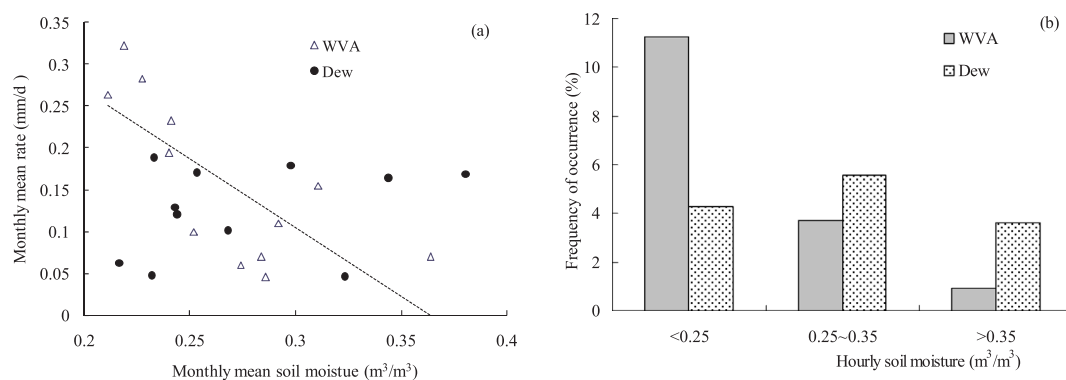 (a)
WVA
Dew
0.35
0.3
0.25
0.2
0.15
0.1
0.05
0
0.2
0.25
0.3
0.35
0.4
Monthly mean rate (mm/d )
Monthly mean soil moistue (m³/m³)
(b)
WVA
Dew
12
10
8
6
4
2
0
<0.25
0.25~0.35
>0.35
Frequency of occurrence (%)
Hourly soil moisture (m³/m³)